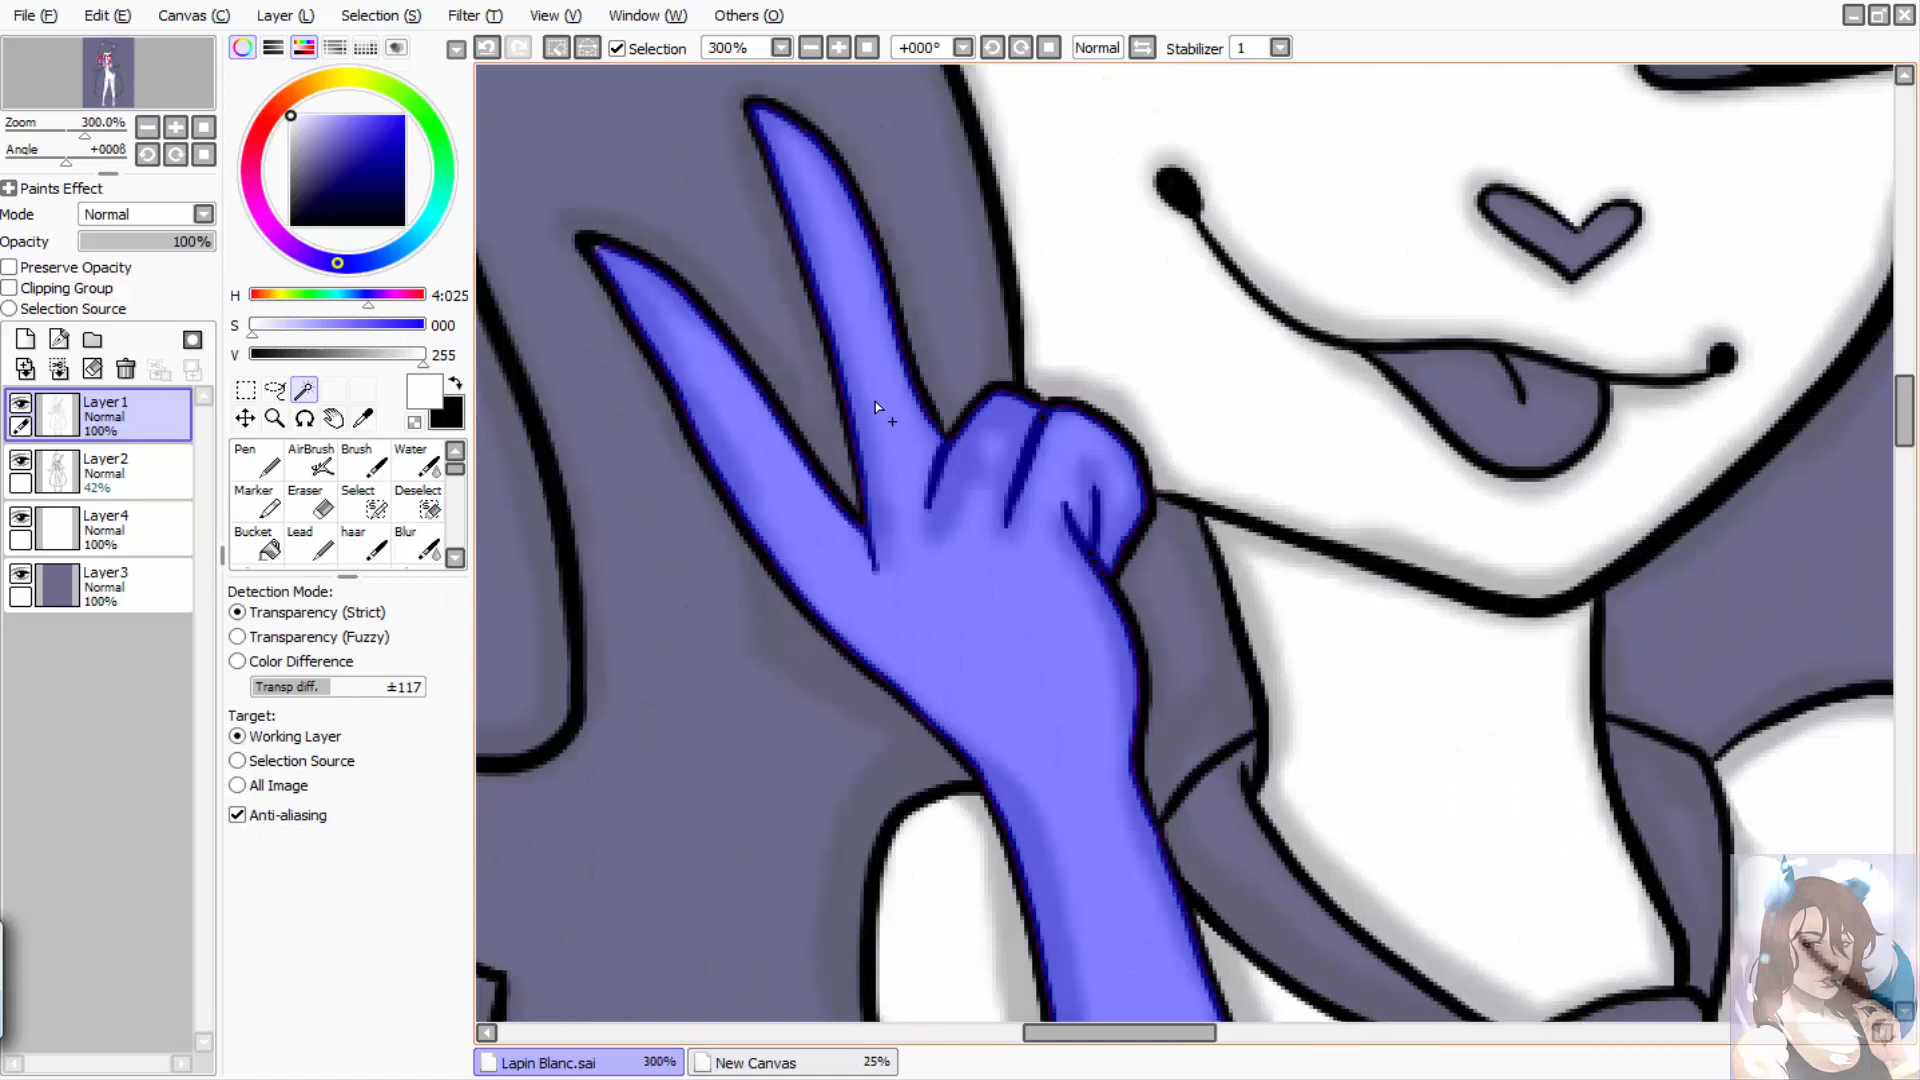 File (F) Edit (E) Canvas (C) Layer (L) Selection (S) Filter (T) View (V) Window (W) Others (O)
Selection 300% +000° Normal Stabilizer 1
Zoom 300.0%
Angle +000ß
Paints Effect
Mode Normal
Opacity 100%
Preserve Opacity
Clipping Group
Selection Source
Layer1
Normal
100%
Layer2
Normal
42%
Layer4
Normal
100%
Layer3
Normal
100%
H 4:025
S 000
V 255
Pen AirBrush Brush Water
Marker Eraser Select Deselect
Bucket Lead haar Blur
Detection Mode:
Transparency (Strict)
Transparency (Fuzzy)
Color Difference
Transp diff. ±117
Target:
Working Layer
Selection Source
All Image
Anti-aliasing
Lapin Blanc.sai 300% New Canvas 25%